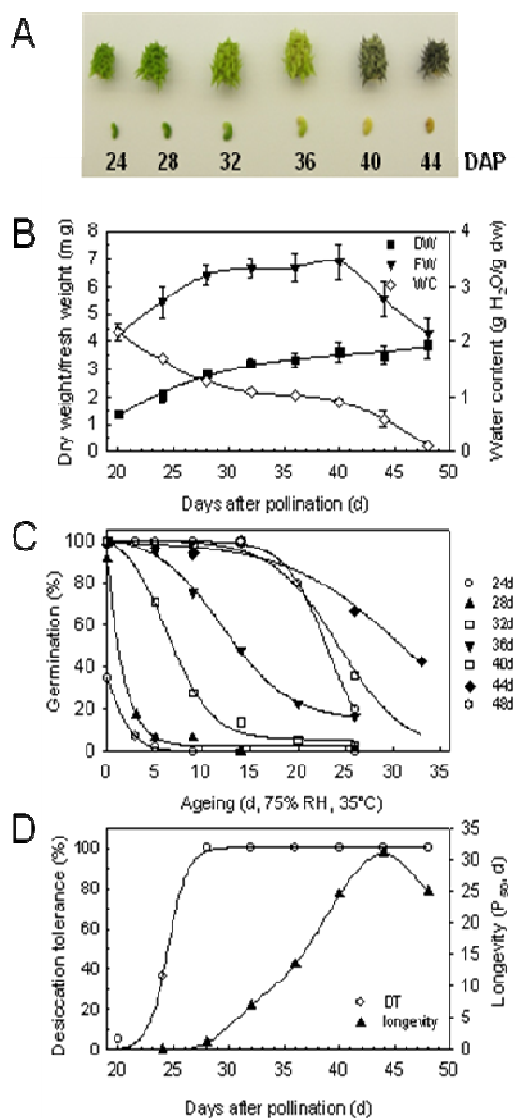 A
24 28 32 36 40 44 DAP
B
Dry weight/fresh weight (mg)
8
7
6
5
4
3
2
1
0
DW
FW
WC
4
3
2
1
0
Water content (g H2O/g dw)
20 25 30 35 40 45 50
Days after pollination (d)
C
Germination (%)
100
80
60
40
20
0
24d
28d
32d
36d
40d
44d
48d
0 5 10 15 20 25 30 35
Ageing (d, 75% RH, 35°C)
D
Desiccation tolerance (%)
100
80
60
40
20
0
DT
longevity
35
30
25
20
15
10
5
0
Longevity (P50, d)
20 25 30 35 40 45 50
Days after pollination (d)